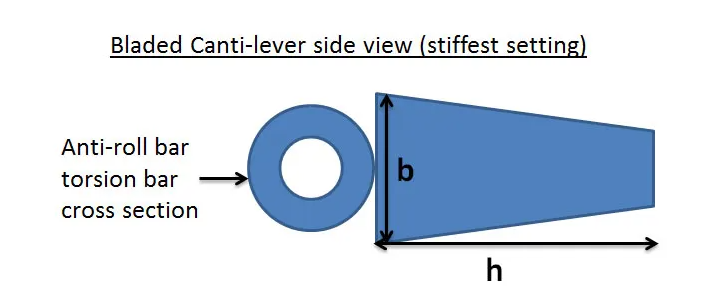 Bladed Canti-lever side view (stiffest setting)
Anti-roll bar
torsion bar
cross section
b
h